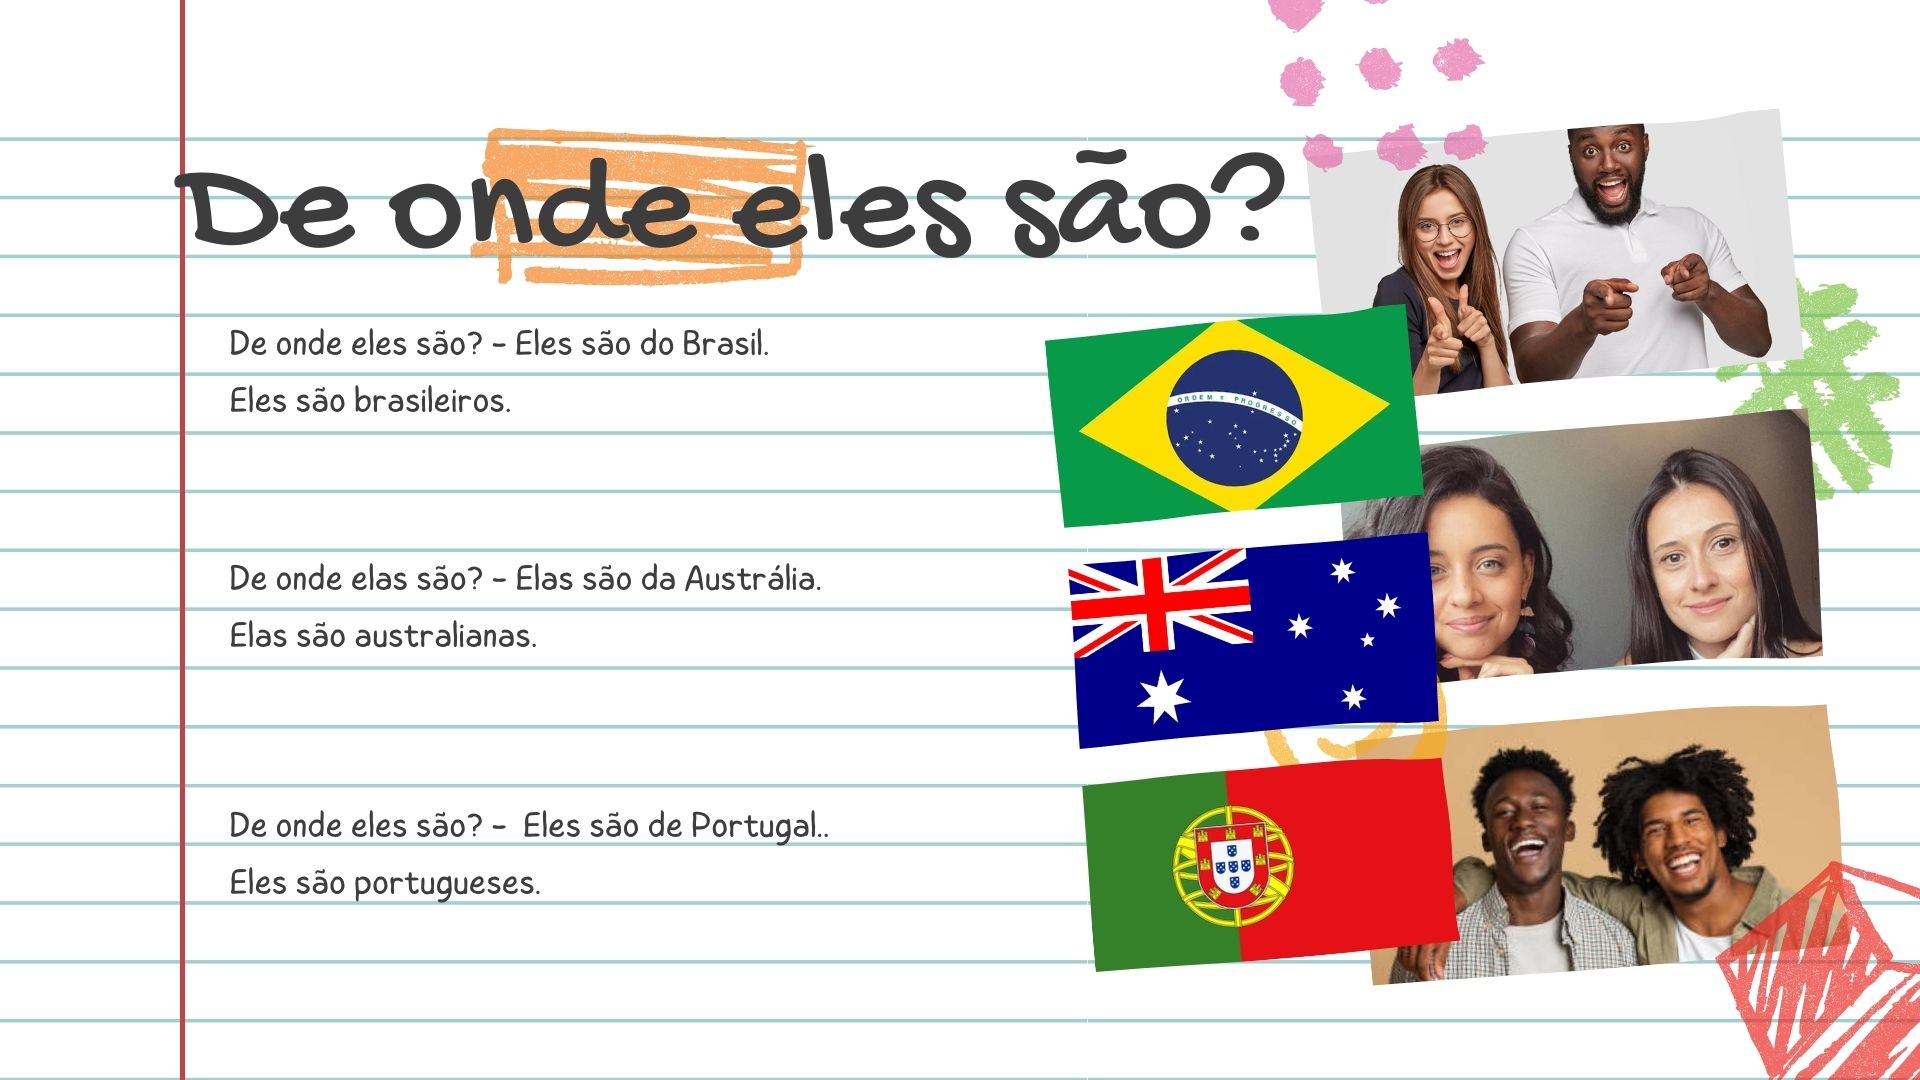 De onde eles são?
De onde eles são? - Eles são do Brasil.
Eles são brasileiros.
De onde elas são? - Elas são da Austrália.
Elas são australianas.
De onde eles são? -  Eles são de Portugal..
Eles são portugueses.
ORDEM E PROGRESSO